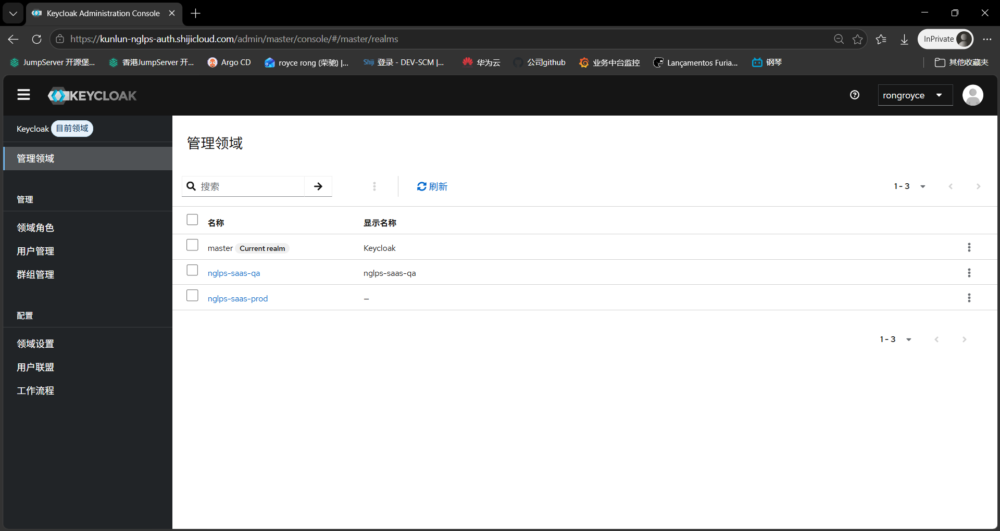 Keycloak Administration Console
https://kunlun-nglps-auth.shijicloud.com/admin/master/console/#/master/realms
InPrivate
JumpServer 开源堡...
香港JumpServer 开...
Argo CD
royce rong (荣驰) |...
Shiji 登录 - DEV-SCM |...
华为云
公司github
业务中台监控
Lançamentos Furia...
钢琴
其他收藏夹
KEYCLOAK
rongroyce
Keycloak 目前领域
管理领域
管理
领域角色
用户管理
群组管理
配置
领域设置
用户联盟
工作流程
管理领域
搜索
刷新
1 - 3
名称 显示名称
master Current realm Keycloak
nglps-saas-qa nglps-saas-qa
nglps-saas-prod –
1 - 3